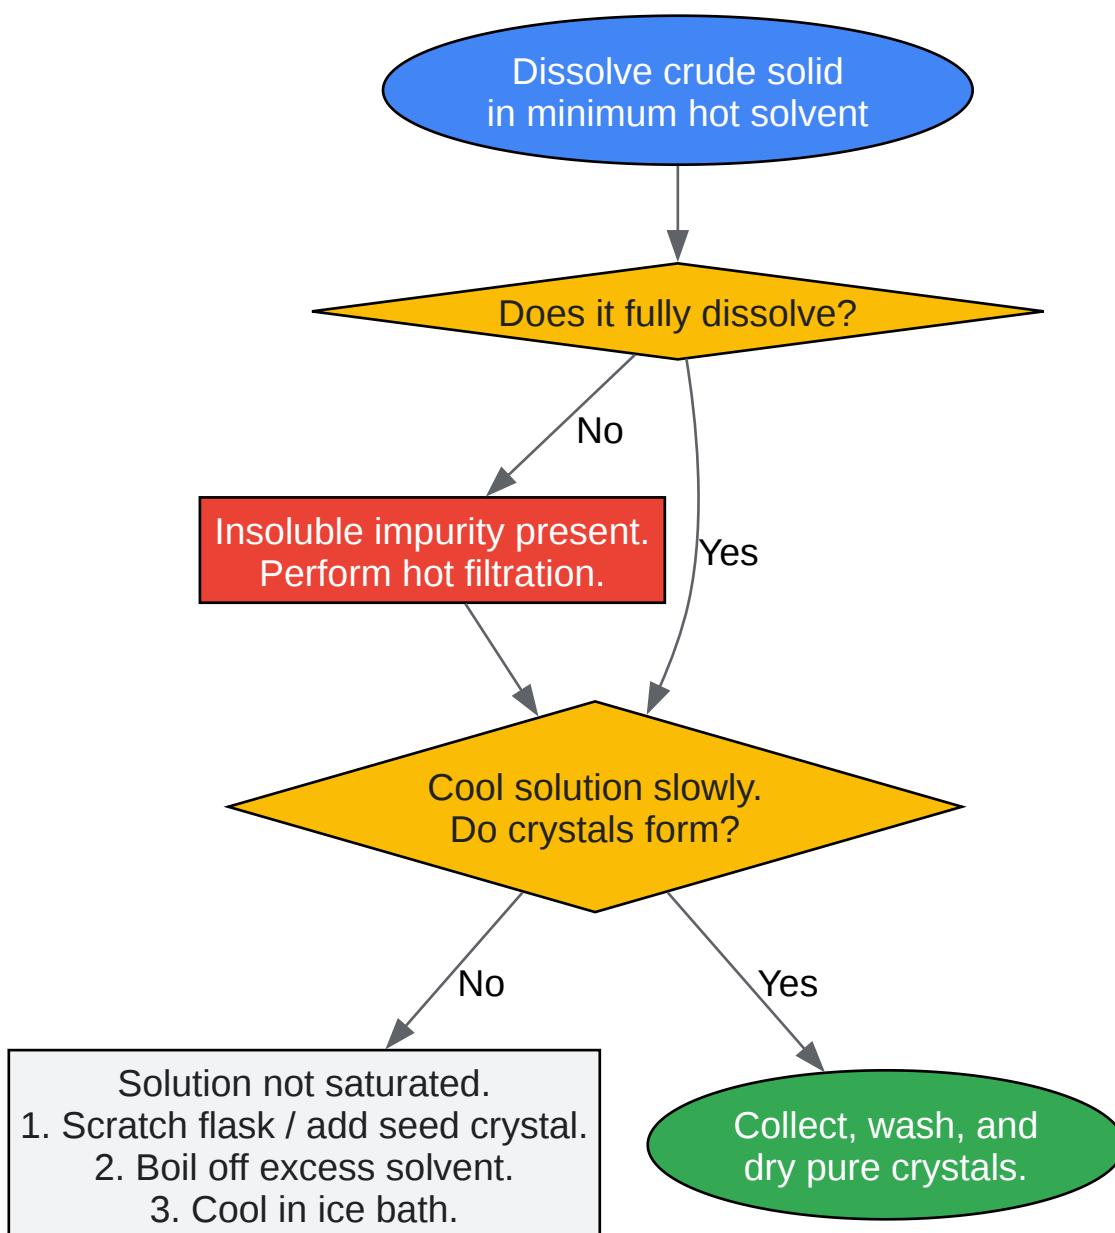 Dissolve crude solid
in minimum hot solvent
Does it fully dissolve?
No
Insoluble impurity present.
Perform hot filtration.
Yes
Cool solution slowly.
Do crystals form?
No
Yes
Solution not saturated.
1. Scratch flask / add seed crystal.
2. Boil off excess solvent.
3. Cool in ice bath.
Collect, wash, and
dry pure crystals.